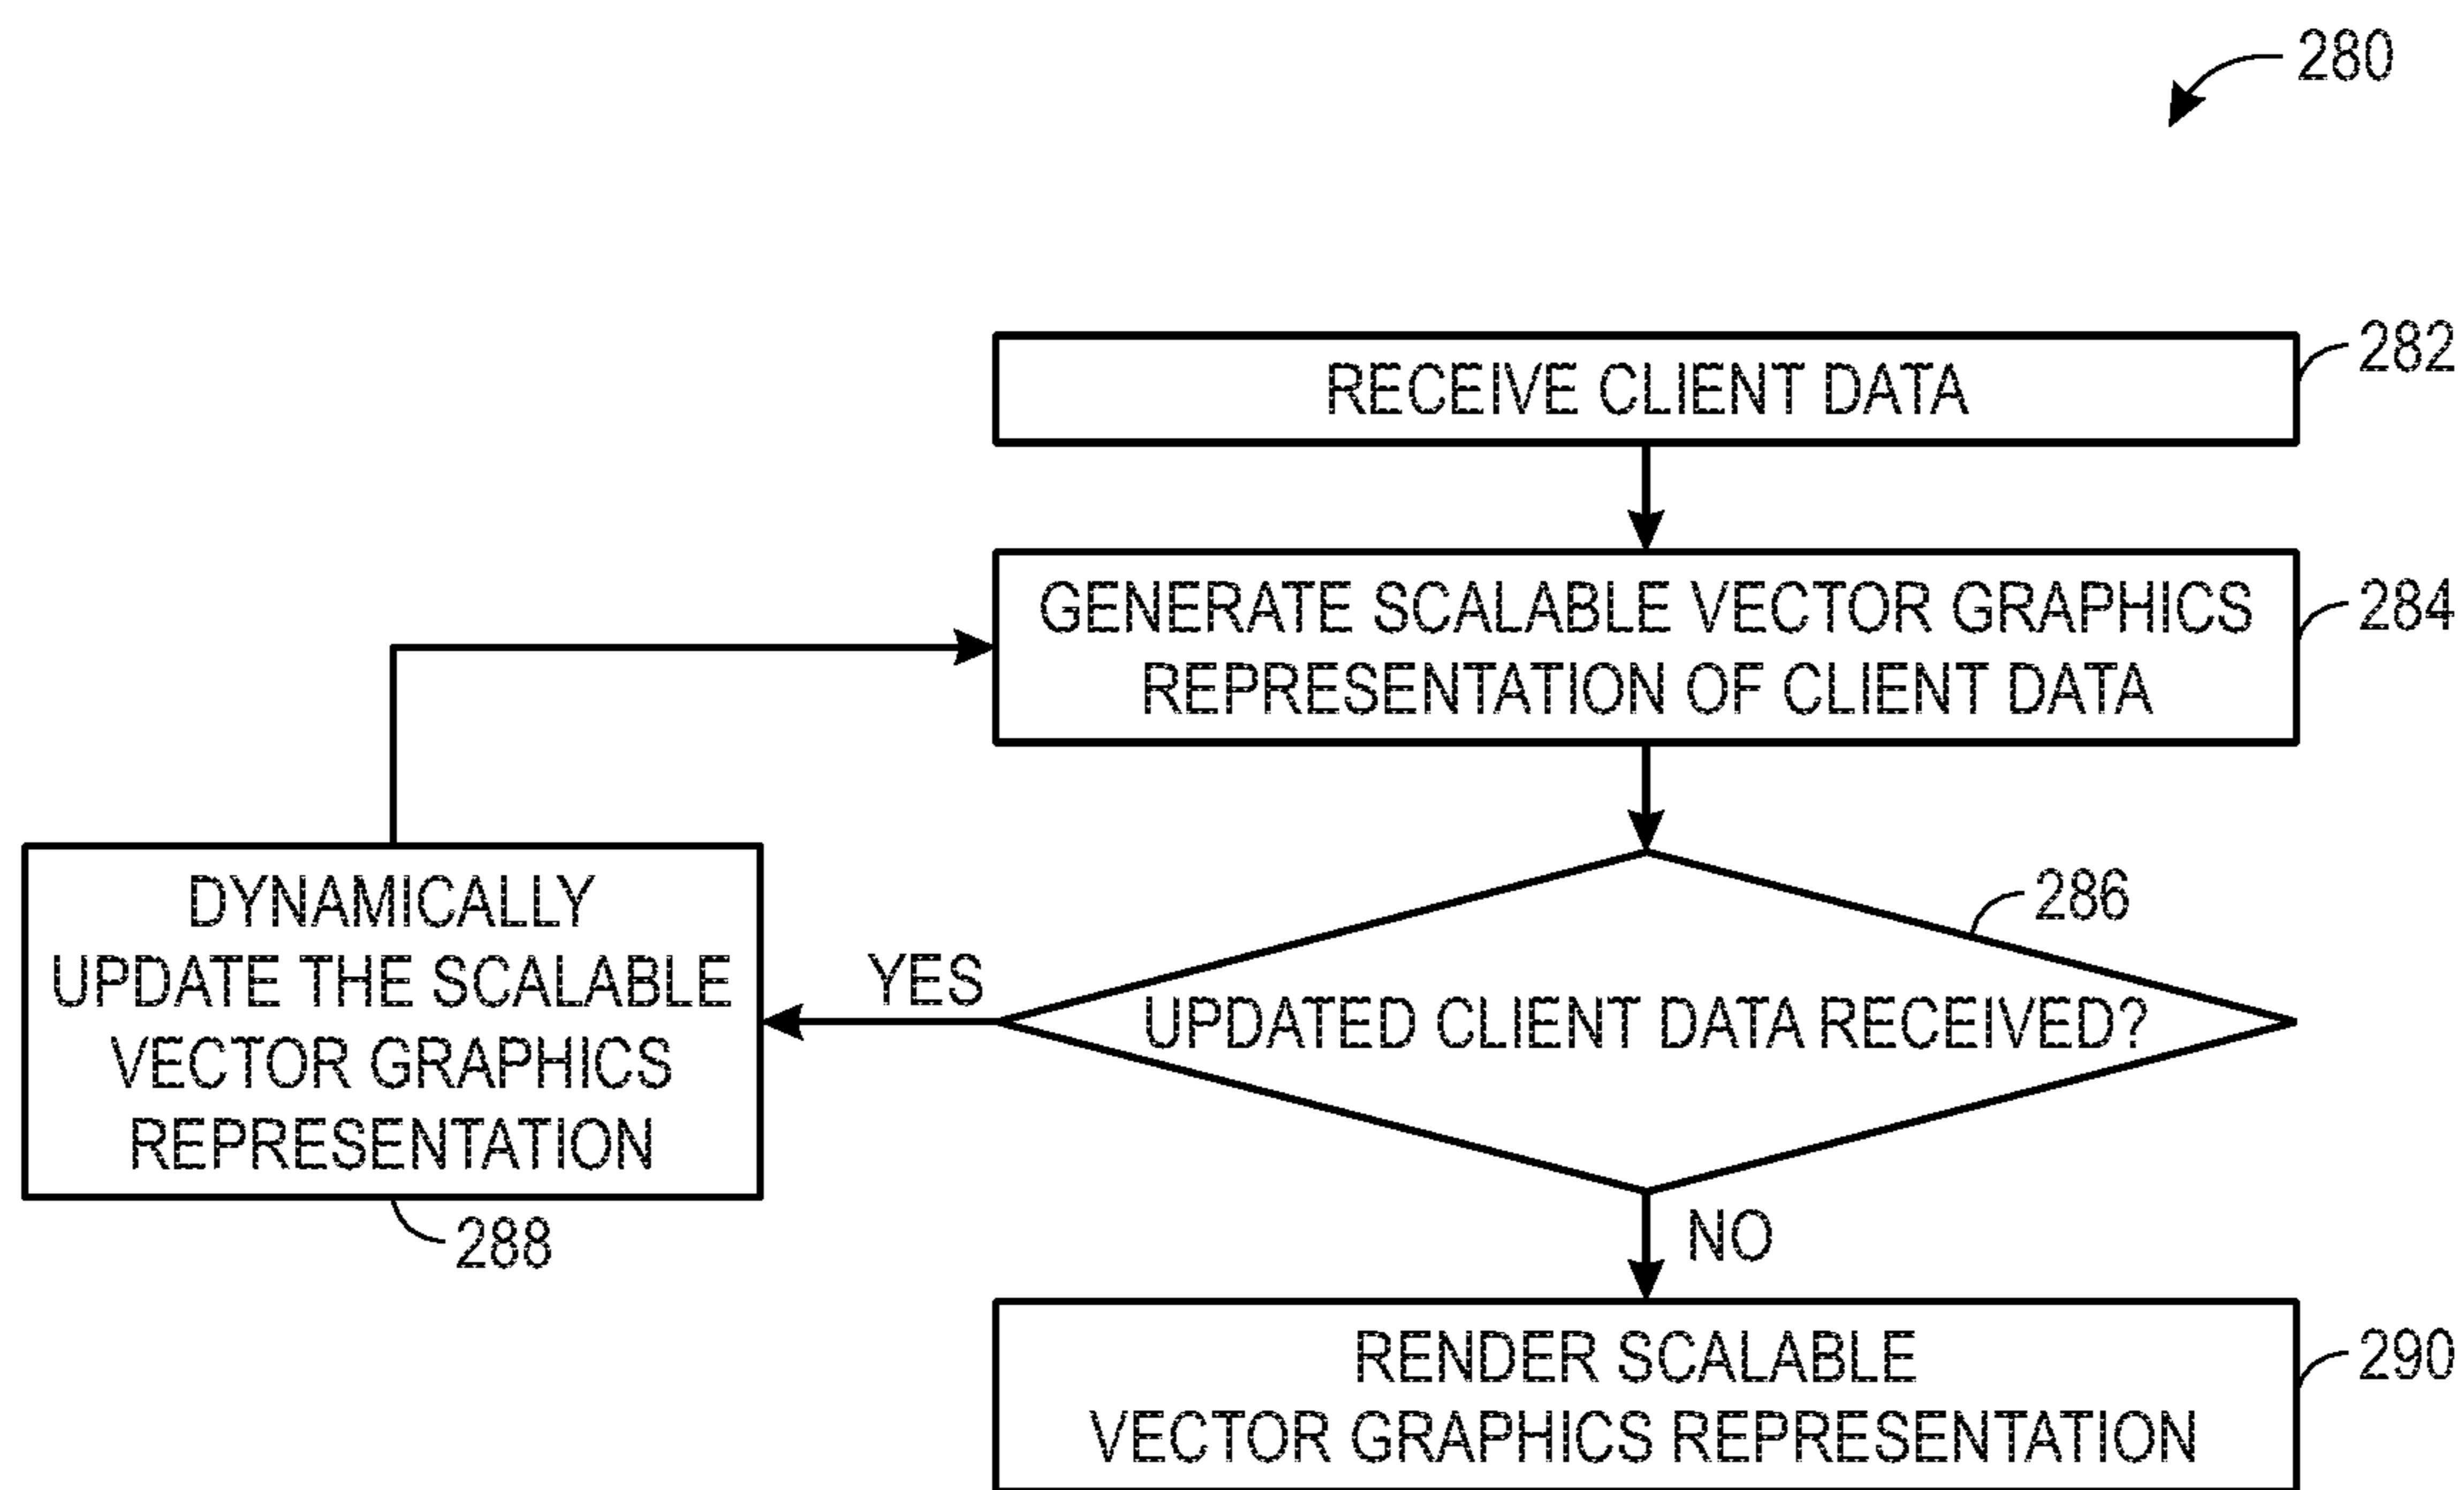 280
RECEIVE CLIENT DATA
282
GENERATE SCALABLE VECTOR GRAPHICS
REPRESENTATION OF CLIENT DATA
284
286
UPDATED CLIENT DATA RECEIVED?
YES
DYNAMICALLY
UPDATE THE SCALABLE
VECTOR GRAPHICS
REPRESENTATION
288
NO
RENDER SCALABLE
VECTOR GRAPHICS REPRESENTATION
290